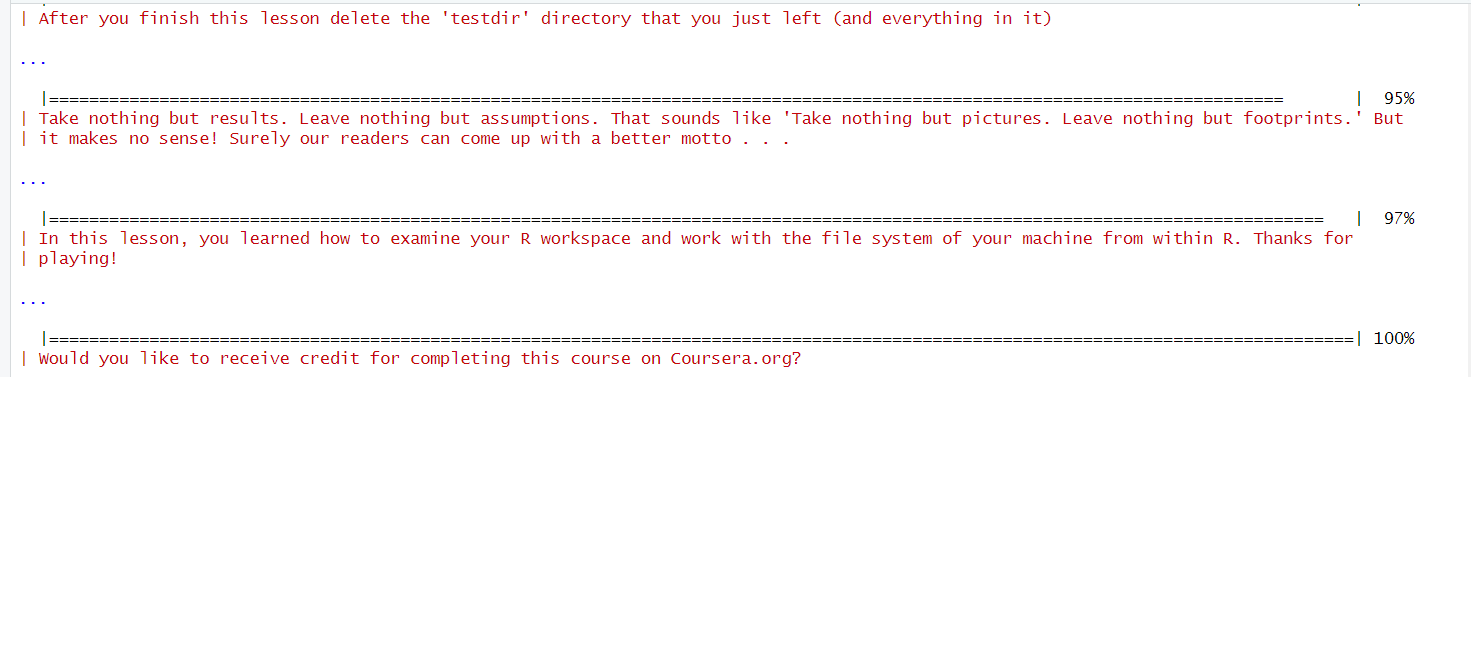 | After you finish this lesson delete the 'testdir' directory that you just left (and everything in it)
...
|==============================================================================================================================| 95%
| Take nothing but results. Leave nothing but assumptions. That sounds like 'Take nothing but pictures. Leave nothing but footprints.' But
| it makes no sense! Surely our readers can come up with a better motto . . .
...
|================================================================================================================================== | 97%
| In this lesson, you learned how to examine your R workspace and work with the file system of your machine from within R. Thanks for
| playing!
...
|======================================================================================================================================| 100%
| Would you like to receive credit for completing this course on Coursera.org?